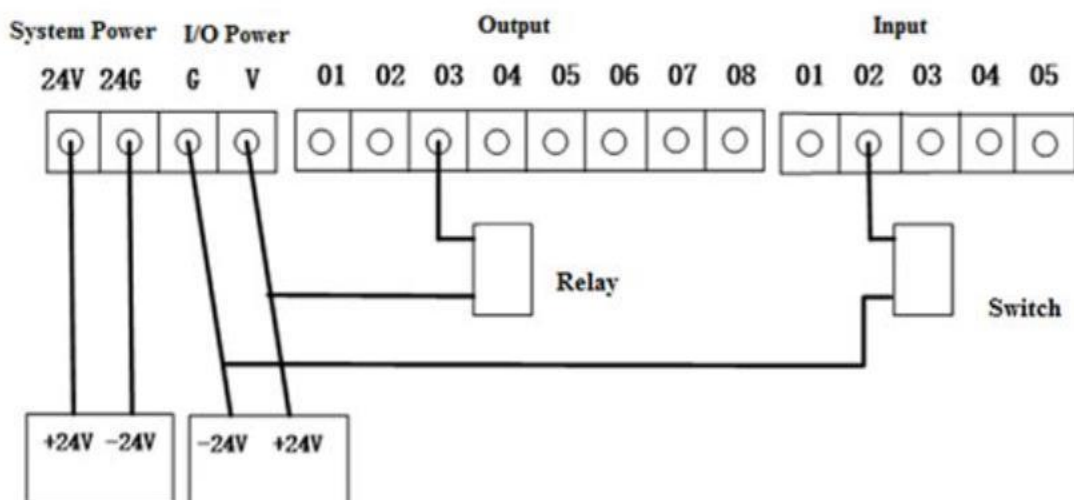 System Power I/O Power Output Input
24V 24G G V 01 02 03 04 05 06 07 08 01 02 03 04 05
Relay
Switch
+24V -24V -24V +24V